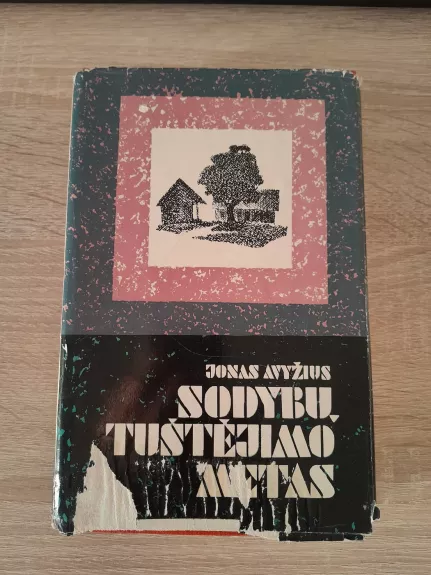 JONAS AVYŽIUS
SODYBŲ
TUŠTĖJIMO
METAS